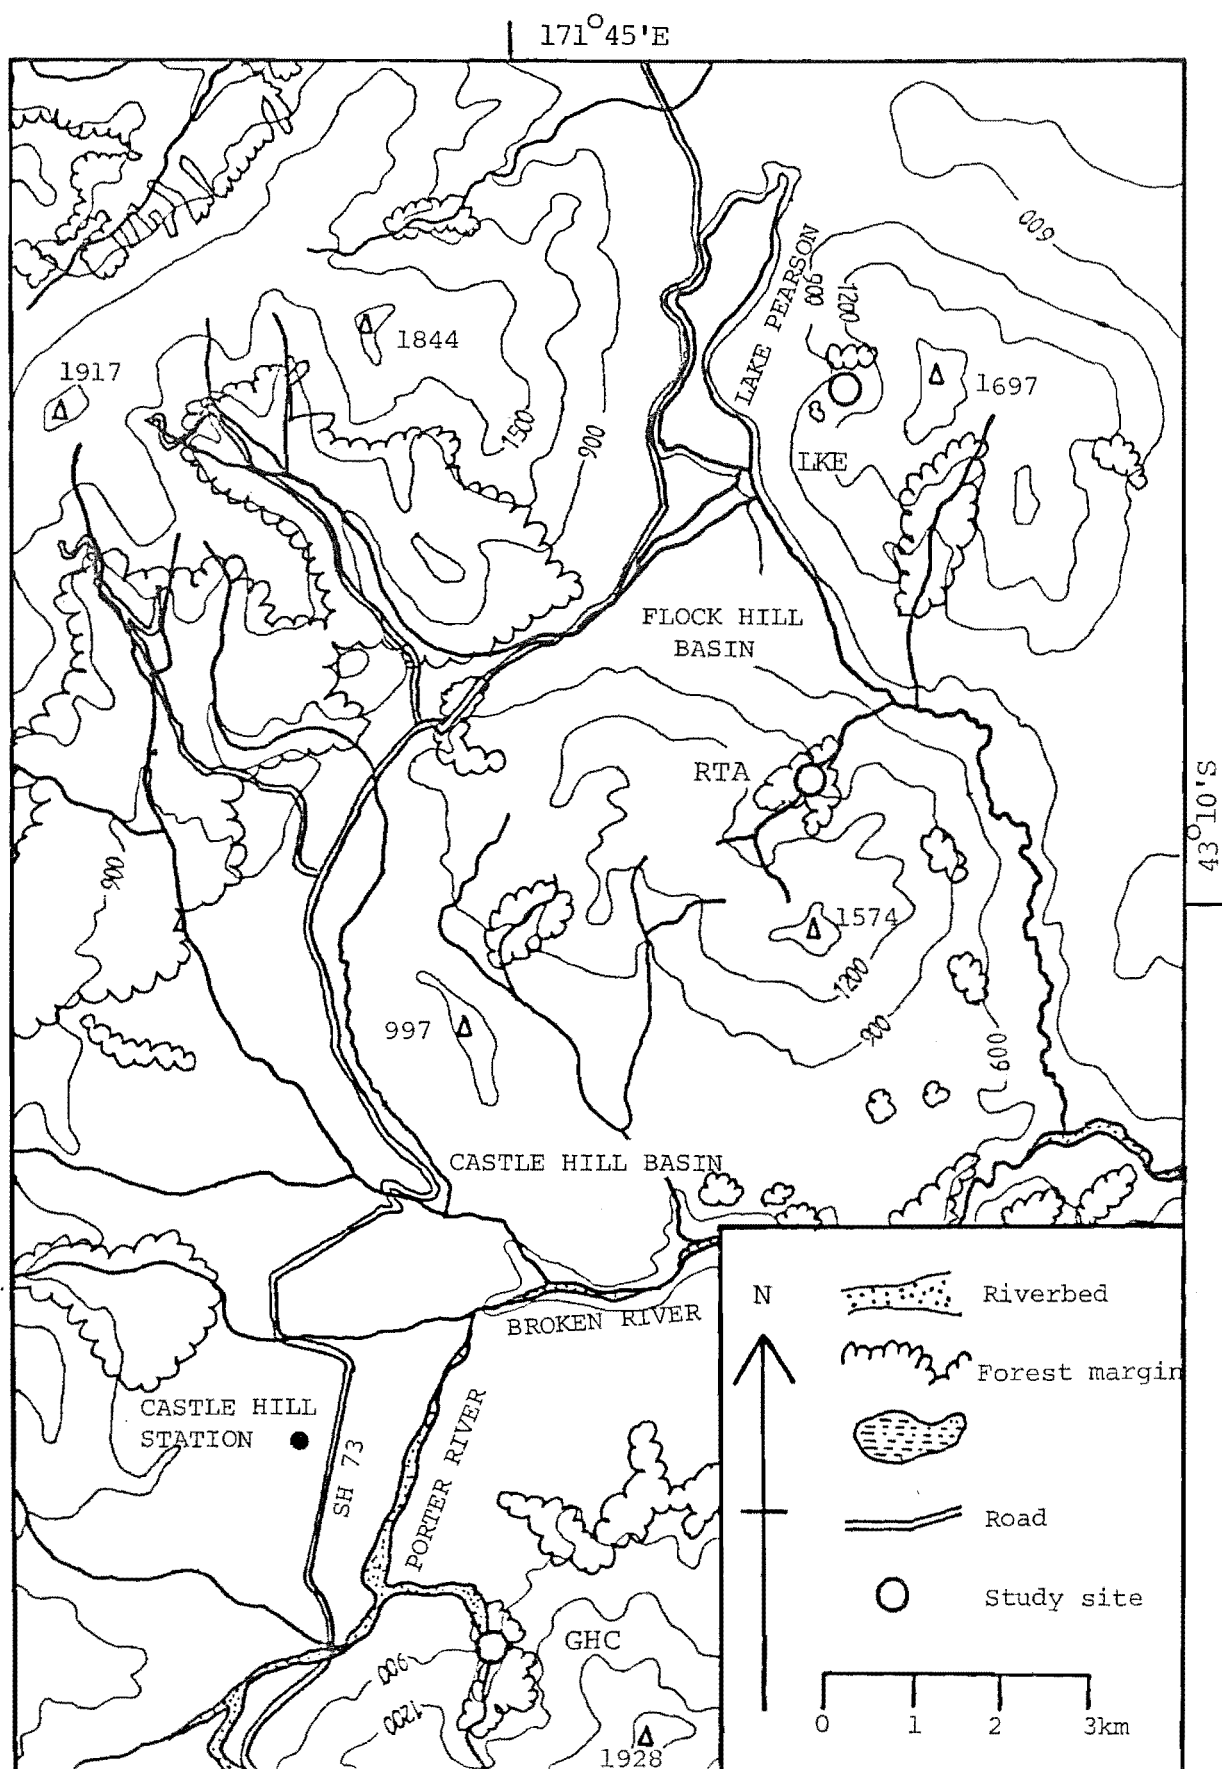 171°45'E
600
LAKE PEARSON
900
1200
1844
1917
1697
1500
900
LKE
FLOCK HILL
BASIN
RTA
43°10'S
900
1574
1200
997
900
600
CASTLE HILL BASIN
BROKEN RIVER
N
Riverbed
Forest margin
CASTLE HILL
STATION
SH 73
PORTER RIVER
Road
Study site
GHC
900
1200
0 1 2 3km
1928